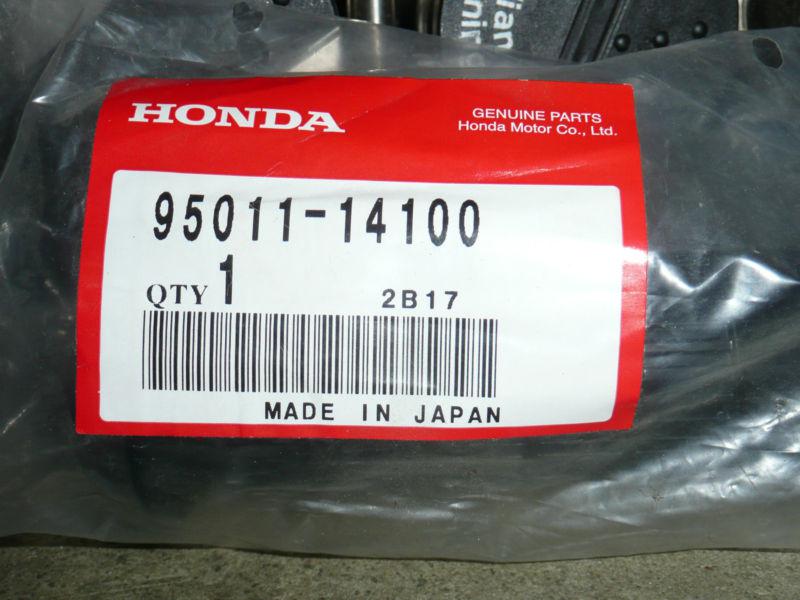 HONDA
GENUINE PARTS
Honda Motor Co., Ltd.
95011-14100
QTY 1
2B17
MADE IN JAPAN